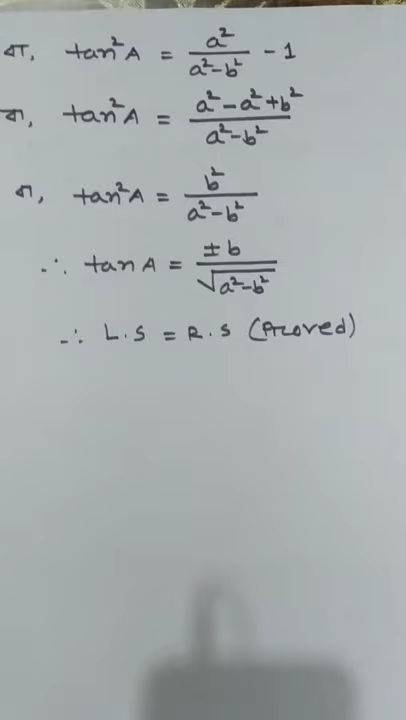 বা, tan²A = a²/(a²-b²) - 1
বা, tan²A = (a²-a²+b²)/(a²-b²)
বা, tan²A = b²/(a²-b²)
∴ tan A = ±b/√(a²-b²)
∴ L.S = R.S (Proved)